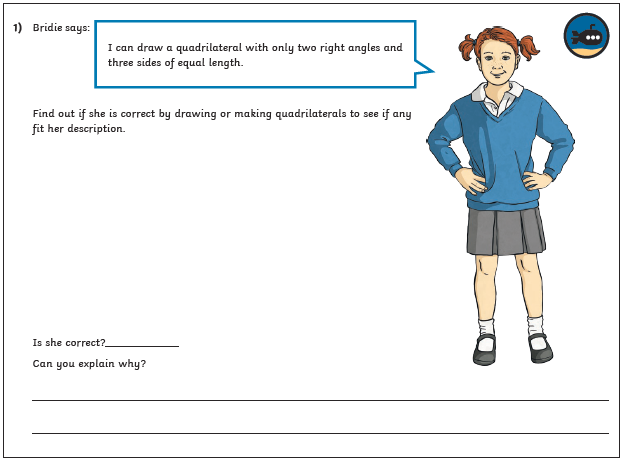 1) Bridie says:
I can draw a quadrilateral with only two right angles and
three sides of equal length.
Find out if she is correct by drawing or making quadrilaterals to see if any
fit her description.
Is she correct?____________
Can you explain why?